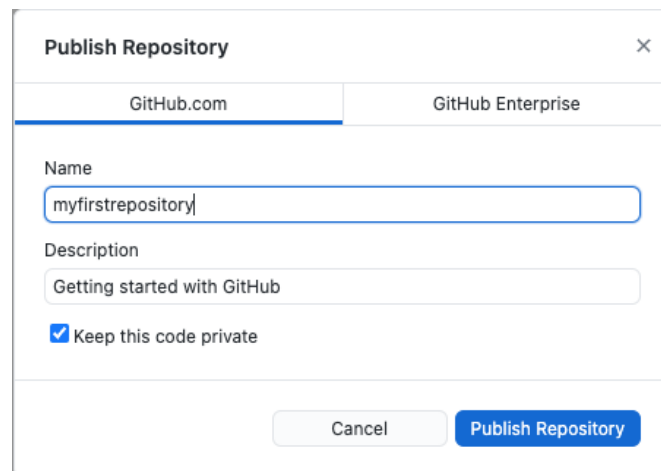 Publish Repository
GitHub.com
GitHub Enterprise
Name
myfirstrepository
Description
Getting started with GitHub
Keep this code private
Cancel
Publish Repository